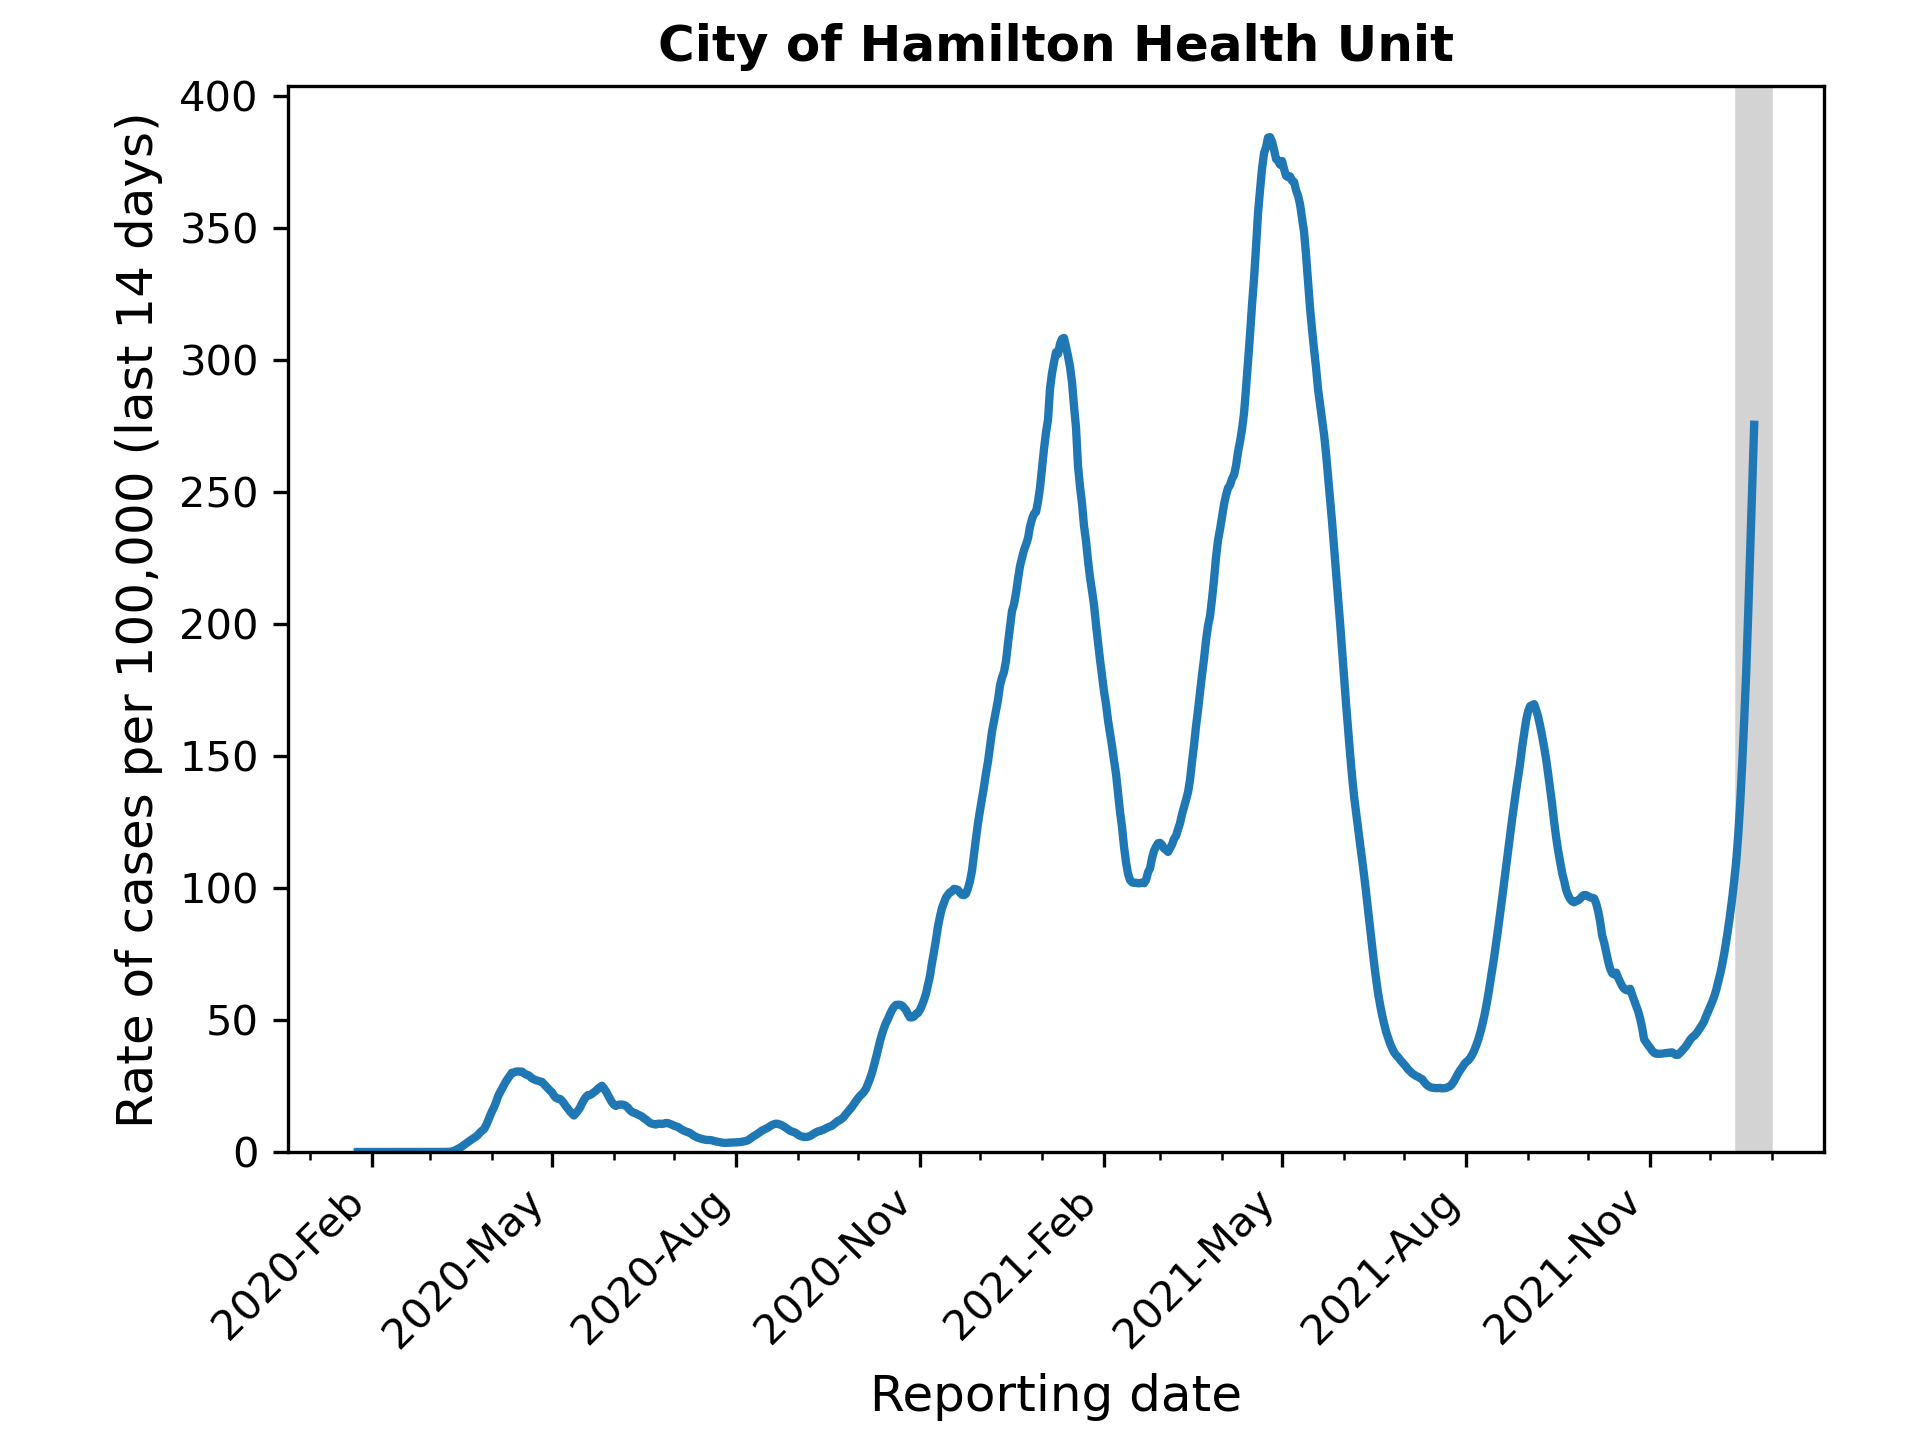 City of Hamilton Health Unit
Rate of cases per 100,000 (last 14 days)
400
350
300
250
200
150
100
50
0
2020-Feb
2020-May
2020-Aug
2020-Nov
2021-Feb
2021-May
2021-Aug
2021-Nov
Reporting date